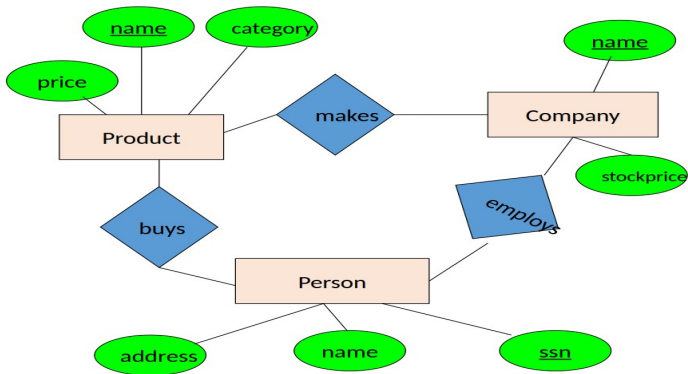 name
category
name
price
makes
Company
Product
stockprice
employs
buys
Person
address
name
ssn